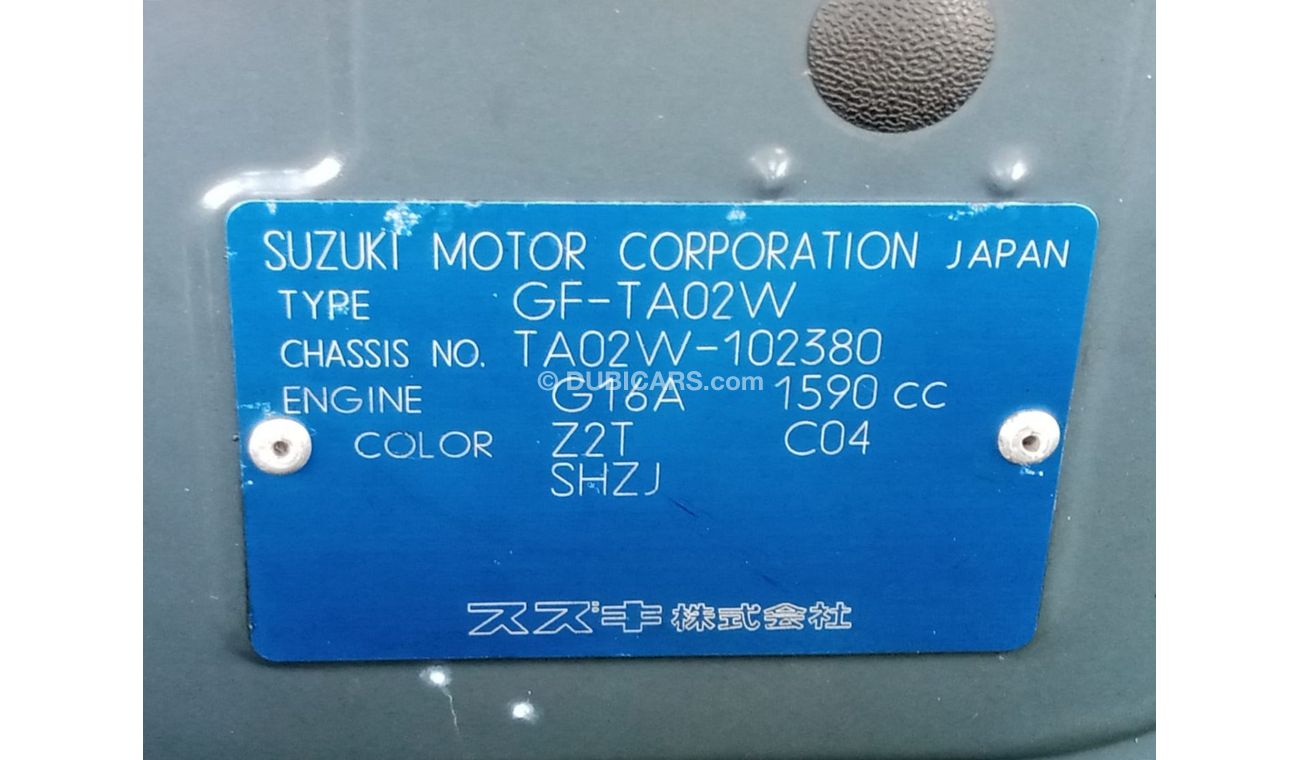 SUZUKI MOTOR CORPORATION JAPAN
TYPE GF-TA02W
CHASSIS NO. TA02W-102380
© DUBICARS.com
ENGINE G16A 1590 CC
COLOR Z2T C04
SHZJ
スズキ株式会社